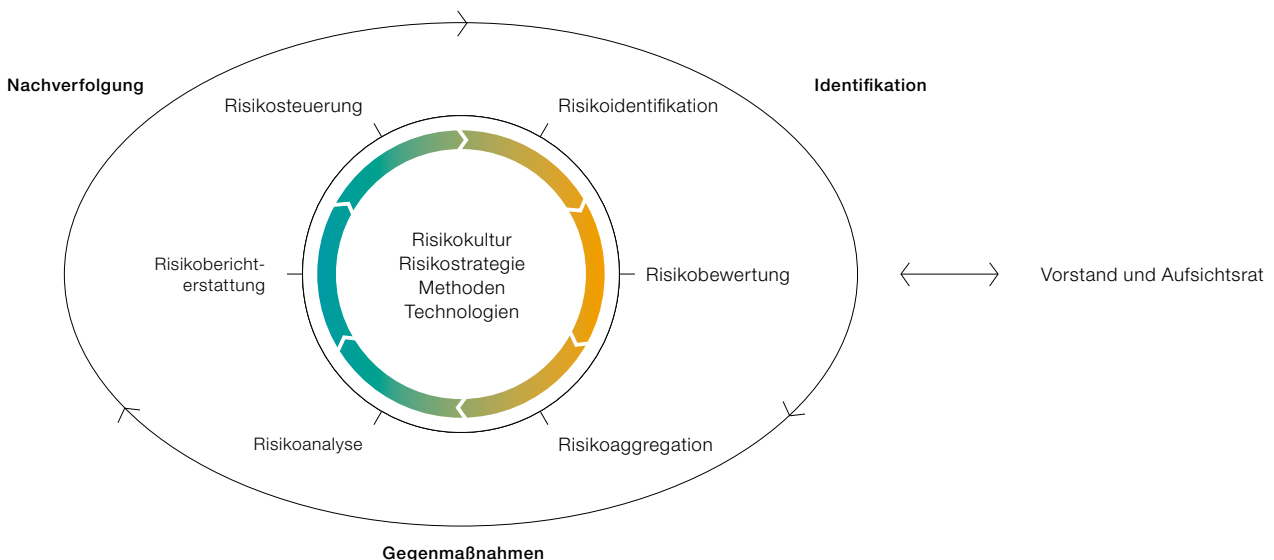 Nachverfolgung
Identifikation
Risikosteuerung
Risikoidentifikation
Risikokultur
Risikostrategie
Methoden
Technologien
Risikobericht-
erstattung
Risikobewertung
Vorstand und Aufsichtsrat
Risikoanalyse
Risikoaggregation
Gegenmaßnahmen